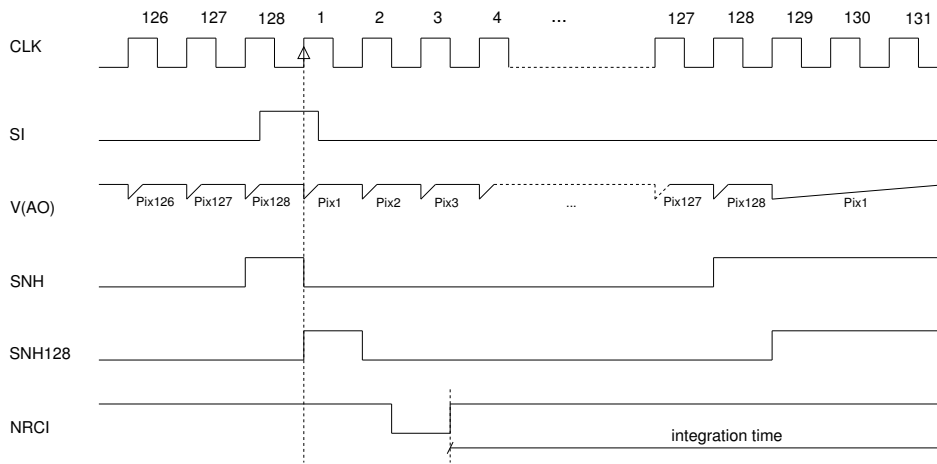 126 127 128 1 2 3 4 ... 127 128 129 130 131
CLK
SI
V(AO)
Pix126 Pix127 Pix128 Pix1 Pix2 Pix3 ... Pix127 Pix128 Pix1
SNH
SNH128
NRCI
integration time